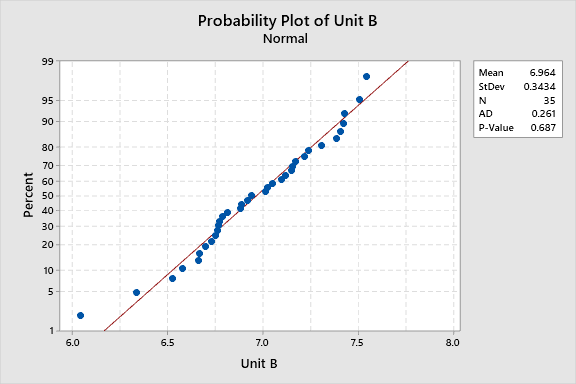 Probability Plot of Unit B
Normal
99
95
90
80
70
60
50
40
30
20
10
5
1
Percent
6.0 6.5 7.0 7.5 8.0
Unit B
Mean 6.964
StDev 0.3434
N 35
AD 0.261
P-Value 0.687